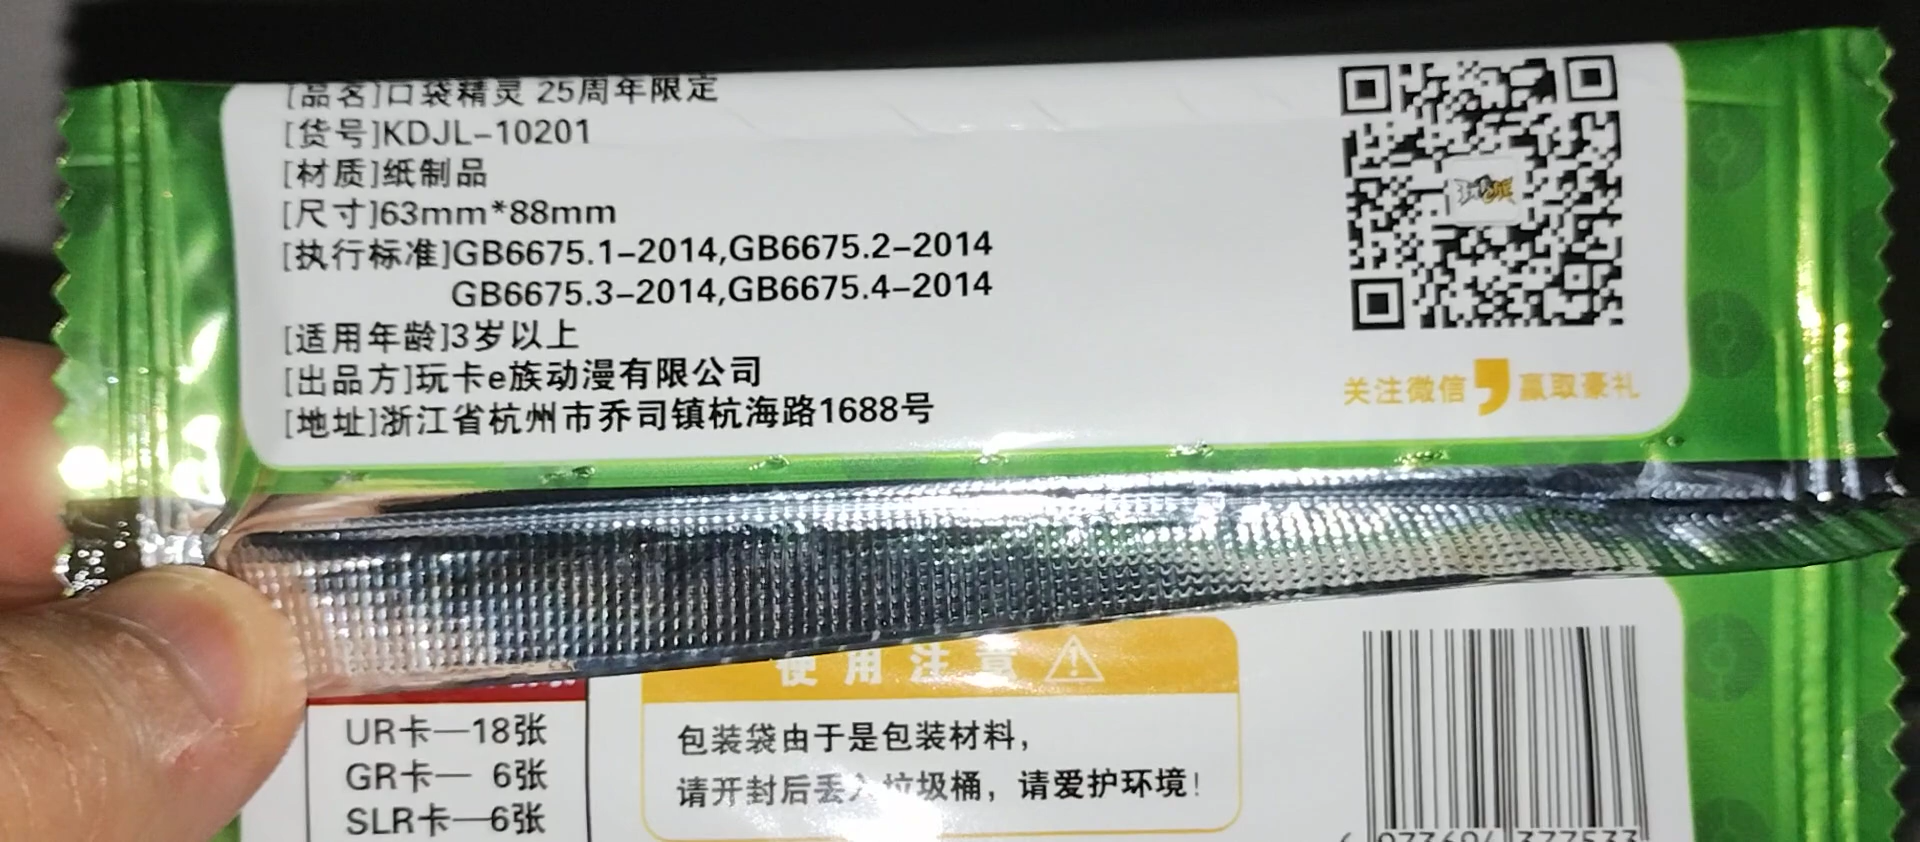 [品名]口袋精灵 25周年限定
[货号]KDJL-10201
[材质]纸制品
[尺寸]63mm*88mm
[执行标准]GB6675.1-2014,GB6675.2-2014
GB6675.3-2014,GB6675.4-2014
[适用年龄]3岁以上
[出品方]玩卡e族动漫有限公司
[地址]浙江省杭州市乔司镇杭海路1688号
关注微信,赢取豪礼
使用注意
UR卡—18张
GR卡— 6张
SLR卡—6张
包装袋由于是包装材料，
请开封后丢入垃圾桶，请爱护环境！
377533